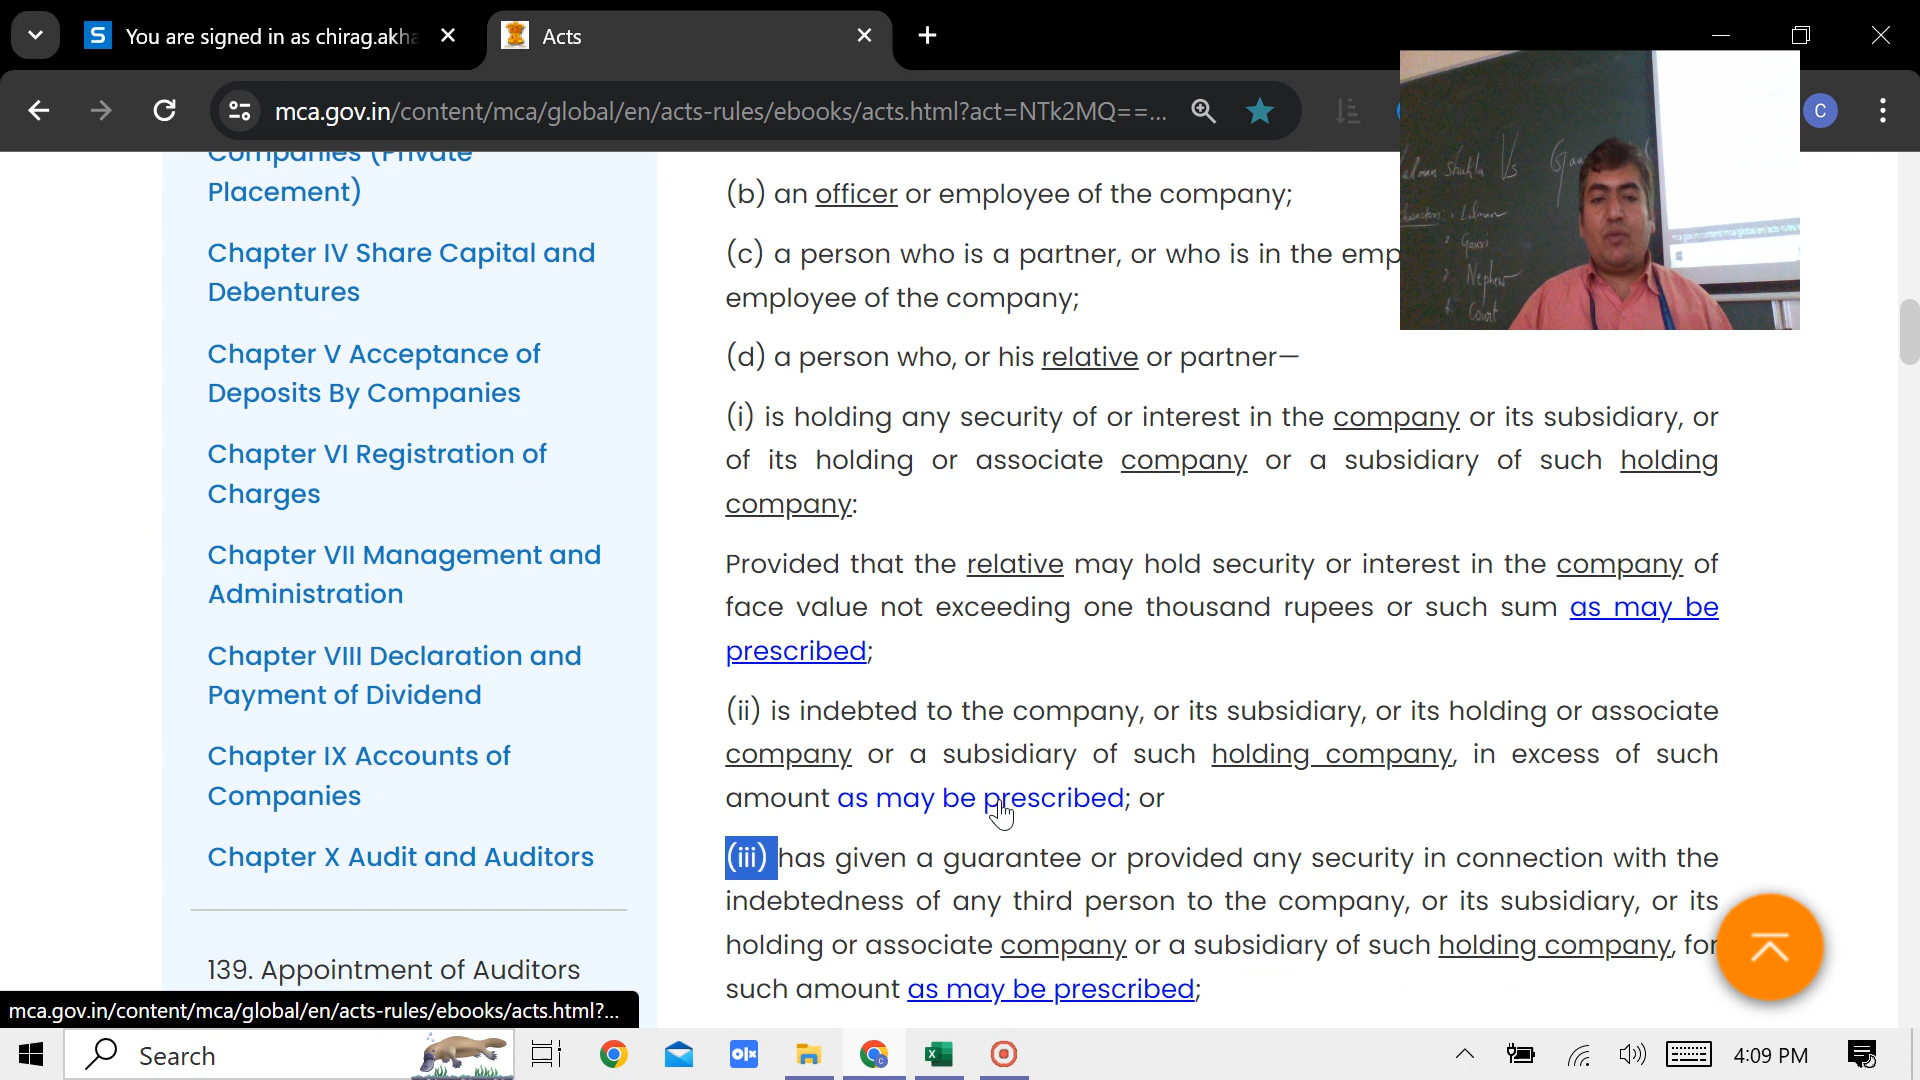 You are signed in as chirag.akha
Acts
mca.gov.in/content/mca/global/en/acts-rules/ebooks/acts.html?act=NTk2MQ==...
C
Companies (Private
Placement)
Chapter IV Share Capital and
Debentures
Chapter V Acceptance of
Deposits By Companies
Chapter VI Registration of
Charges
Chapter VII Management and
Administration
Chapter VIII Declaration and
Payment of Dividend
Chapter IX Accounts of
Companies
Chapter X Audit and Auditors
139. Appointment of Auditors
(b) an officer or employee of the company;
(c) a person who is a partner, or who is in the emp
employee of the company;
(d) a person who, or his relative or partner—
(i) is holding any security of or interest in the company or its subsidiary, or
of its holding or associate company or a subsidiary of such holding
company:
Provided that the relative may hold security or interest in the company of
face value not exceeding one thousand rupees or such sum as may be
prescribed;
(ii) is indebted to the company, or its subsidiary, or its holding or associate
company or a subsidiary of such holding company, in excess of such
amount as may be prescribed; or
(iii) has given a guarantee or provided any security in connection with the
indebtedness of any third person to the company, or its subsidiary, or its
holding or associate company or a subsidiary of such holding company, for
such amount as may be prescribed;
Shukla Vs
Nephew
Court
mca.gov.in/content/mca/global/en/acts-rules/ebooks/acts.html?...
Search
4:09 PM